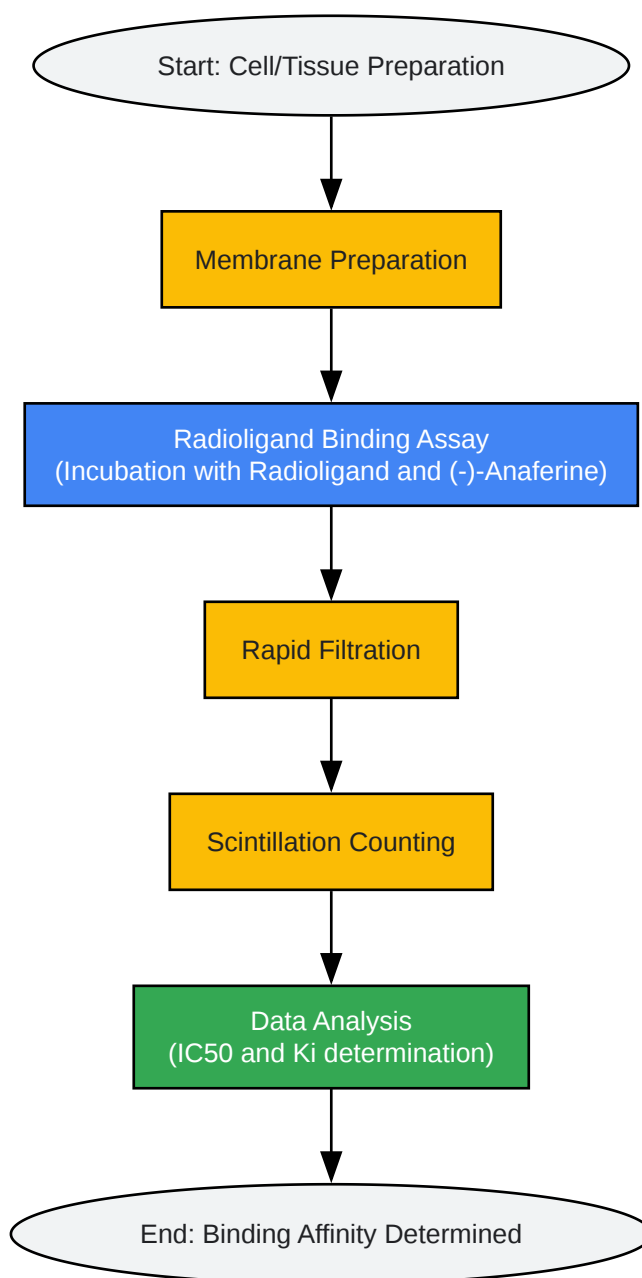 Start: Cell/Tissue Preparation
Membrane Preparation
Radioligand Binding Assay
(Incubation with Radioligand and (-)-Anaferine)
Rapid Filtration
Scintillation Counting
Data Analysis
(IC50 and Ki determination)
End: Binding Affinity Determined